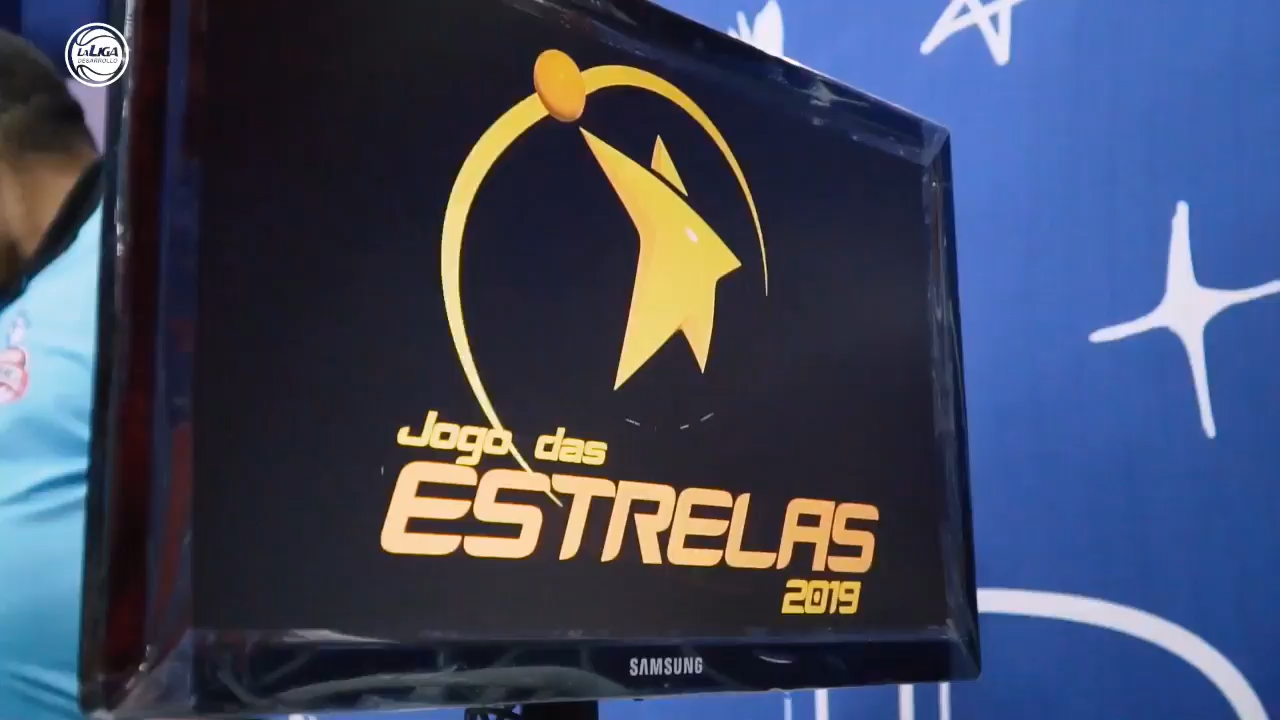 LALIGA
DESARROLLO
Jogo das
ESTRELAS
2019
SAMSUNG